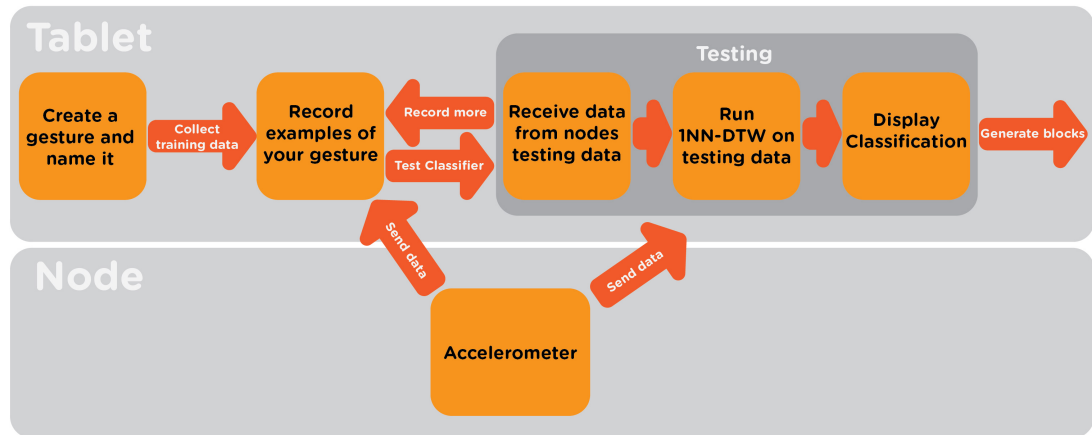 Tablet
Testing
Create a
gesture and
name it
Collect
training data
Record
examples of
your gesture
Record more
Test Classifier
Receive data
from nodes
testing data
Run
1NN-DTW on
testing data
Display
Classification
Generate blocks
Send data
Send data
Node
Accelerometer